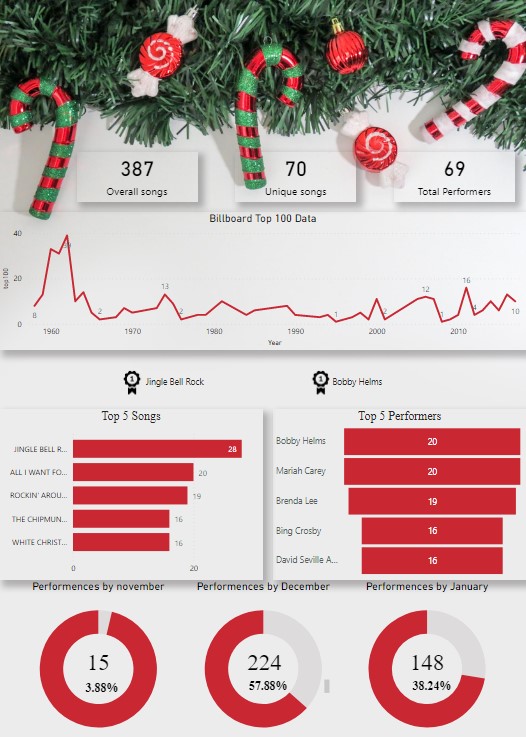 387
Overall songs
70
Unique songs
69
Total Performers
Billboard Top 100 Data
top100
40
20
0
8
39
2
13
2
1
2
12
1
16
4
10
1960
1970
1980
1990
2000
2010
Year
1
Jingle Bell Rock
1
Bobby Helms
Top 5 Songs
JINGLE BELL R...
28
ALL I WANT FO...
20
ROCKIN' AROU...
19
THE CHIPMUN...
16
WHITE CHRIST...
16
0
20
Top 5 Performers
Bobby Helms
20
Mariah Carey
20
Brenda Lee
19
Bing Crosby
16
David Seville A...
16
Performences by november
15
3.88%
Performences by December
224
57.88%
Performences by January
148
38.24%